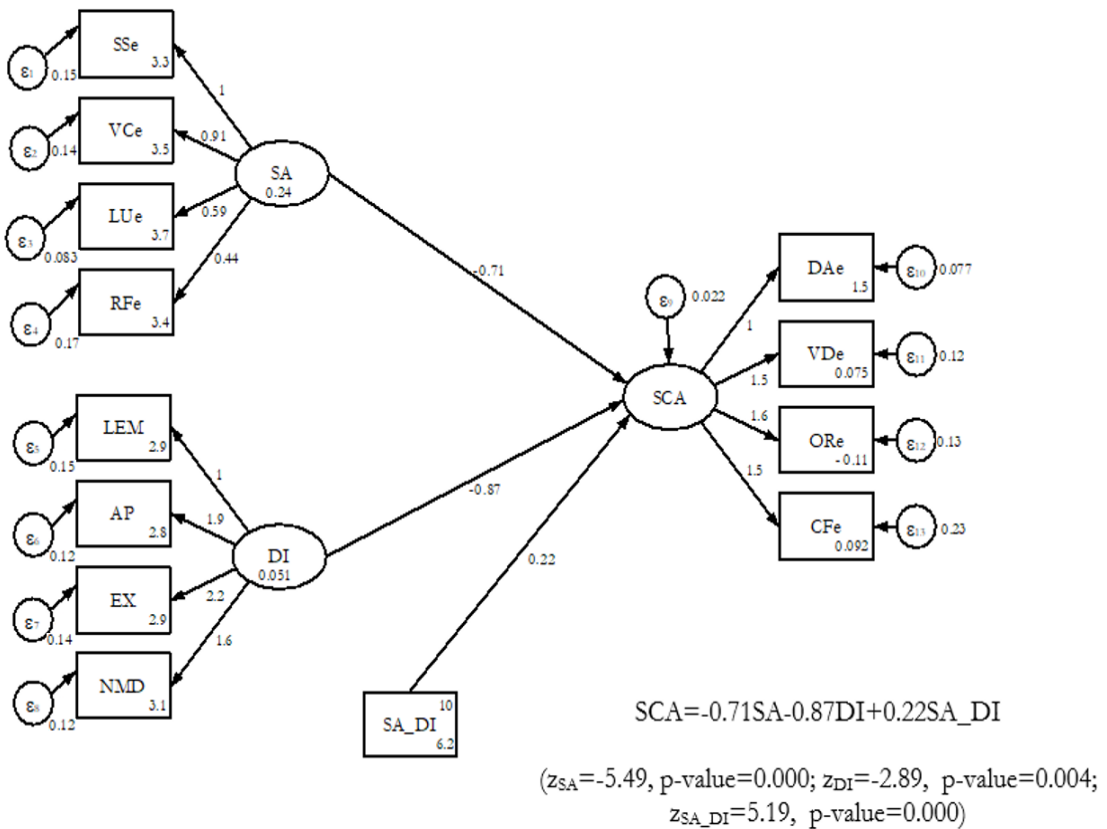 SSe
3.3
ε1
0.15
1
VCe
3.5
ε2
0.14
0.91
SA
0.24
LUe
3.7
ε3
0.083
0.59
RFe
3.4
ε4
0.17
0.44
-0.71
DAe
1.5
ε10
0.077
ε9
0.022
1
VDe
0.075
ε11
0.12
1.5
SCA
ORe
-0.11
ε12
0.13
1.6
CFe
0.092
ε13
0.23
1.5
LEM
2.9
ε5
0.15
1
AP
2.8
ε6
0.12
1.9
DI
0.051
-0.87
EX
2.9
ε7
0.14
2.2
NMD
3.1
ε8
0.12
1.6
0.22
10
SA_DI
6.2
SCA=-0.71SA-0.87DI+0.22SA_DI
(zSA=-5.49, p-value=0.000; zDI=-2.89, p-value=0.004;
zSA_DI=5.19, p-value=0.000)